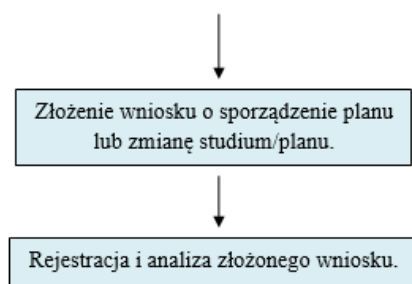 Złożenie wniosku o sporządzenie planu
lub zmianę studium/planu.
Rejestracja i analiza złożonego wniosku.